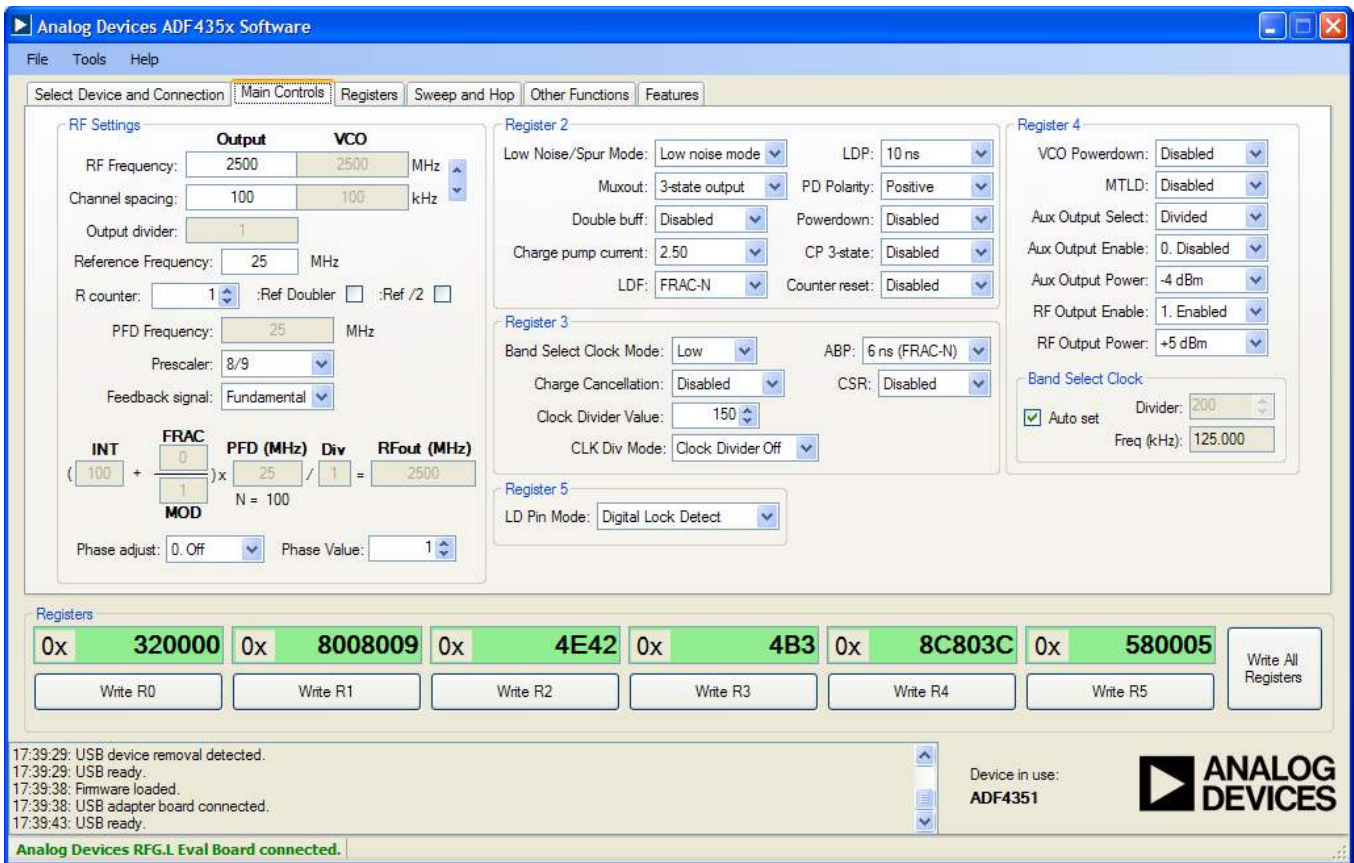 Analog Devices ADF435x Software
File Tools Help
Select Device and Connection Main Controls Registers Sweep and Hop Other Functions Features
RF Settings
Output VCO
RF Frequency: 2500 2500 MHz
Channel spacing: 100 100 kHz
Output divider: 1
Reference Frequency: 25 MHz
R counter: 1 :Ref Doubler :Ref /2
PFD Frequency: 25 MHz
Prescaler: 8/9
Feedback signal: Fundamental
INT FRAC PFD (MHz) Div RFout (MHz)
0
( 100 + )x 25 / 1 = 2500
1
MOD N = 100
Phase adjust: 0. Off Phase Value: 1
Register 2
Low Noise/Spur Mode: Low noise mode LDP: 10 ns
Muxout: 3-state output PD Polarity: Positive
Double buff: Disabled Powerdown: Disabled
Charge pump current: 2.50 CP 3-state: Disabled
LDF: FRAC-N Counter reset: Disabled
Register 3
Band Select Clock Mode: Low ABP: 6 ns (FRAC-N)
Charge Cancellation: Disabled CSR: Disabled
Clock Divider Value: 150
CLK Div Mode: Clock Divider Off
Register 5
LD Pin Mode: Digital Lock Detect
Register 4
VCO Powerdown: Disabled
MTLD: Disabled
Aux Output Select: Divided
Aux Output Enable: 0. Disabled
Aux Output Power: -4 dBm
RF Output Enable: 1. Enabled
RF Output Power: +5 dBm
Band Select Clock
Auto set Divider: 200
Freq (kHz): 125.000
Registers
0x 320000 0x 8008009 0x 4E42 0x 4B3 0x 8C803C 0x 580005
Write R0 Write R1 Write R2 Write R3 Write R4 Write R5
Write All
Registers
17:39:29: USB device removal detected.
17:39:29: USB ready.
17:39:38: Firmware loaded.
17:39:38: USB adapter board connected.
17:39:43: USB ready.
Device in use:
ADF4351
ANALOG
DEVICES
Analog Devices RFG.L Eval Board connected.